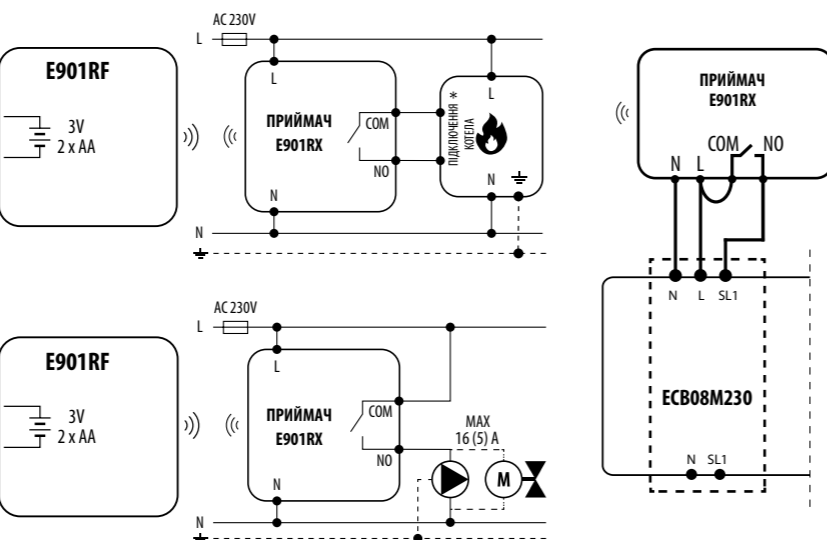 AC 230V
L
E901RF
3V
2 x AA
L
ПРИЙМАЧ
E901RX
COM
NO
N
ПІДКЛЮЧЕННЯ *
КОТЕЛА
L
N
N
AC 230V
L
E901RF
3V
2 x AA
L
ПРИЙМАЧ
E901RX
COM
NO
N
MAX
16 (5) A
M
N
ПРИЙМАЧ
E901RX
N L COM NO
N L SL1
ECB08M230
N SL1